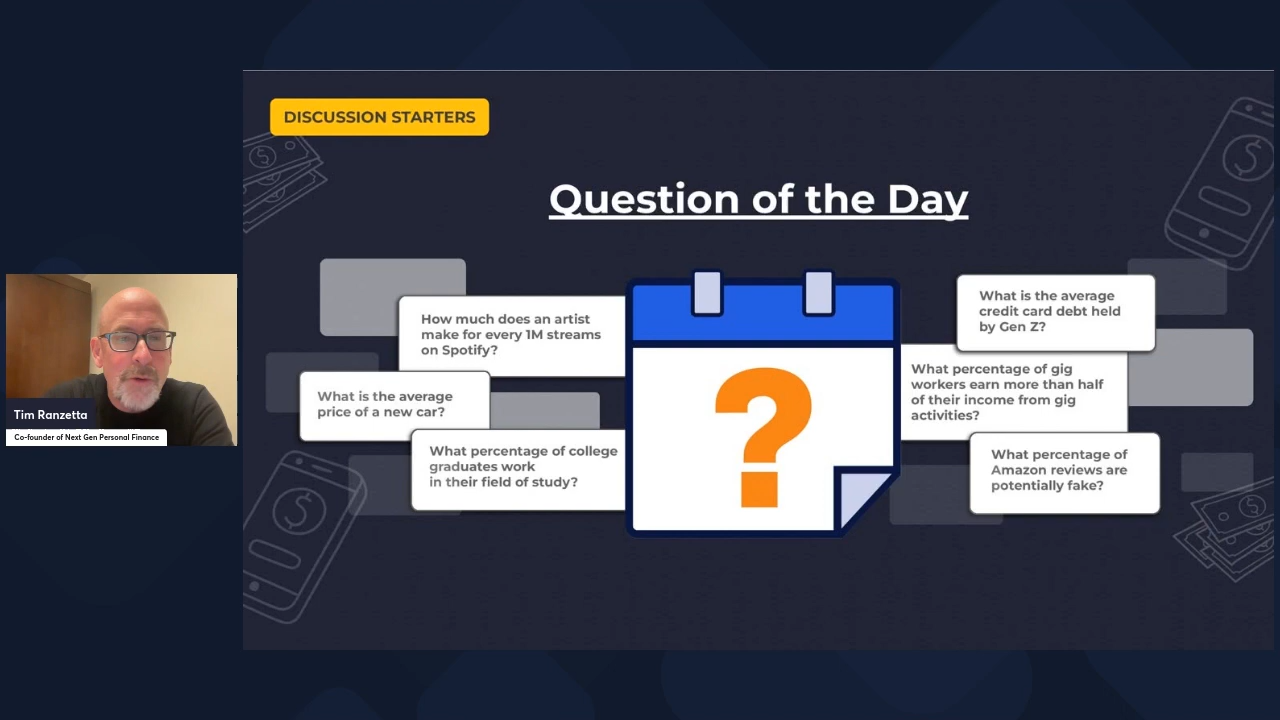 DISCUSSION STARTERS
Question of the Day
How much does an artist
make for every 1M streams
on Spotify?
What is the average
price of a new car?
What percentage of college
graduates work
in their field of study?
?
What is the average
credit card debt held
by Gen Z?
What percentage of gig
workers earn more than half
of their income from gig
activities?
What percentage of
Amazon reviews are
potentially fake?
Tim Ranzetta
Co-founder of Next Gen Personal Finance